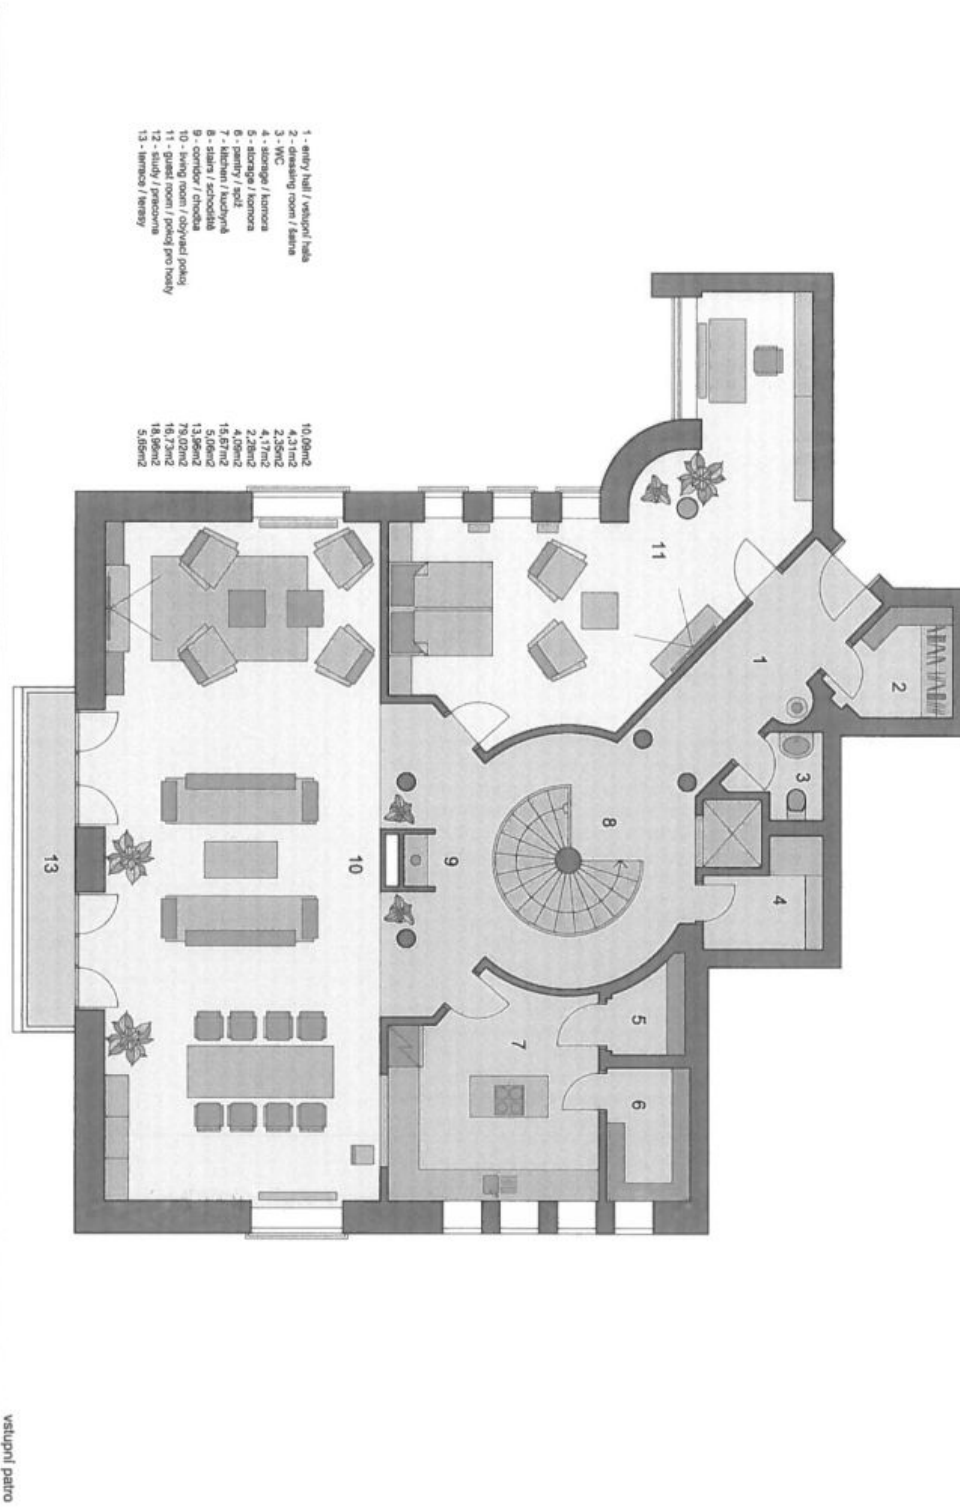 1 - entry hall / vstupní hala 10,09m2
2 - dressing room / šatna 4,31m2
3 - WC 2,35m2
4 - storage / komora 4,17m2
5 - storage / komora 2,28m2
6 - pantry / spíž 4,09m2
7 - kitchen / kuchyně 15,67m2
8 - stairs / schodiště 5,06m2
9 - corridor / chodba 13,96m2
10 - living room / obývací pokoj 79,02m2
11 - guest room / pokoj pro hosty 16,73m2
12 - study / pracovna 18,96m2
13 - terrace / terasy 5,65m2
11
1
2
3
8
4
9
10
13
5
7
6
vstupní patro